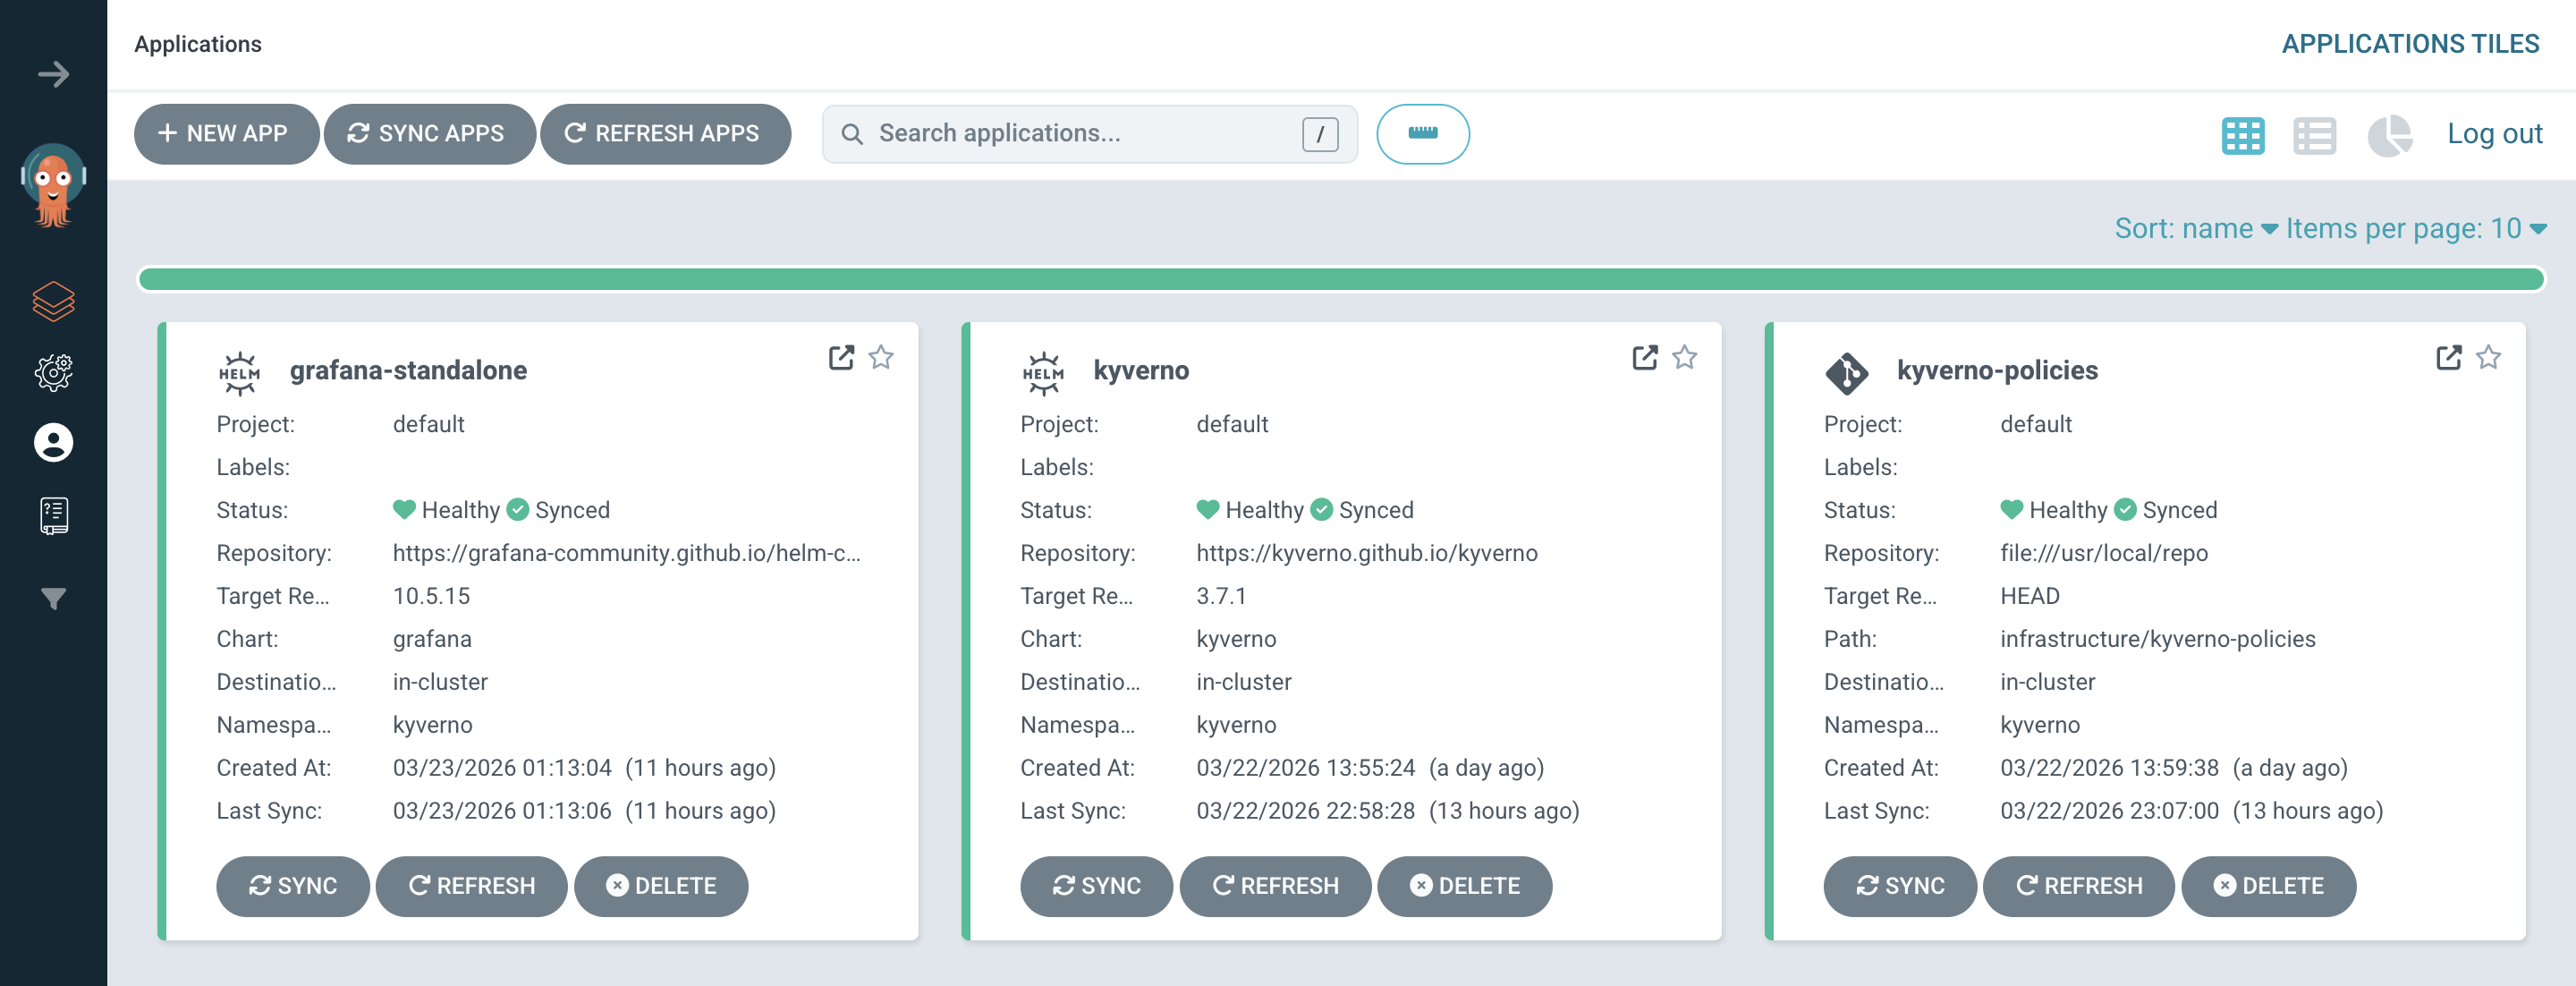 Applications
APPLICATIONS TILES
NEW APP
SYNC APPS
REFRESH APPS
Search applications...
/
Log out
Sort: name
Items per page: 10
HELM
grafana-standalone
Project: default
Labels:
Status: Healthy Synced
Repository: https://grafana-community.github.io/helm-c...
Target Re... 10.5.15
Chart: grafana
Destinatio... in-cluster
Namespa... kyverno
Created At: 03/23/2026 01:13:04 (11 hours ago)
Last Sync: 03/23/2026 01:13:06 (11 hours ago)
SYNC
REFRESH
DELETE
HELM
kyverno
Project: default
Labels:
Status: Healthy Synced
Repository: https://kyverno.github.io/kyverno
Target Re... 3.7.1
Chart: kyverno
Destinatio... in-cluster
Namespa... kyverno
Created At: 03/22/2026 13:55:24 (a day ago)
Last Sync: 03/22/2026 22:58:28 (13 hours ago)
SYNC
REFRESH
DELETE
kyverno-policies
Project: default
Labels:
Status: Healthy Synced
Repository: file:///usr/local/repo
Target Re... HEAD
Path: infrastructure/kyverno-policies
Destinatio... in-cluster
Namespa... kyverno
Created At: 03/22/2026 13:59:38 (a day ago)
Last Sync: 03/22/2026 23:07:00 (13 hours ago)
SYNC
REFRESH
DELETE